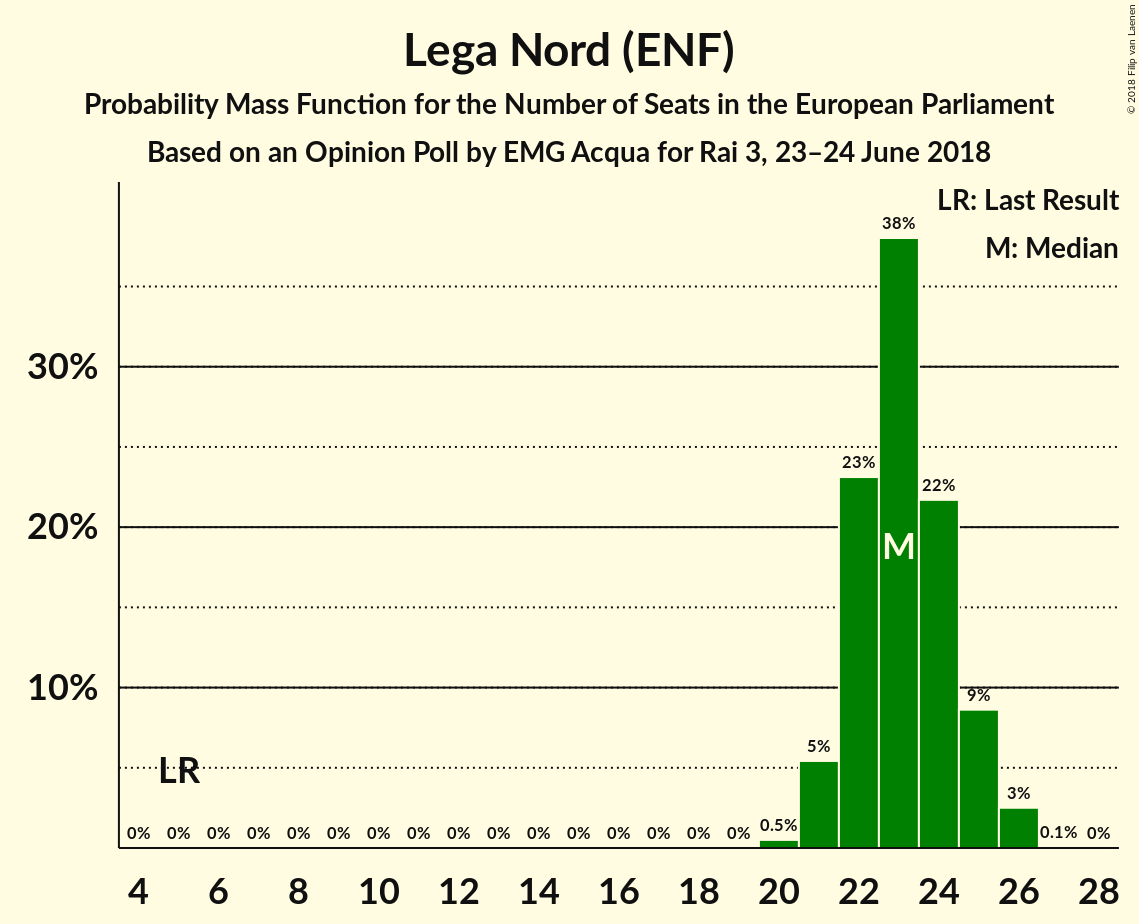 Lega Nord (ENF)
Probability Mass Function for the Number of Seats in the European Parliament
Based on an Opinion Poll by EMG Acqua for Rai 3, 23–24 June 2018
© 2018 Filip van Laenen
LR: Last Result
M: Median
38%
30%
23%
22%
20%
M
10%
9%
5%
LR
3%
0% 0% 0% 0% 0% 0% 0% 0% 0% 0% 0% 0% 0% 0% 0% 0% 0.5% 0.1% 0%
4 6 8 10 12 14 16 18 20 22 24 26 28